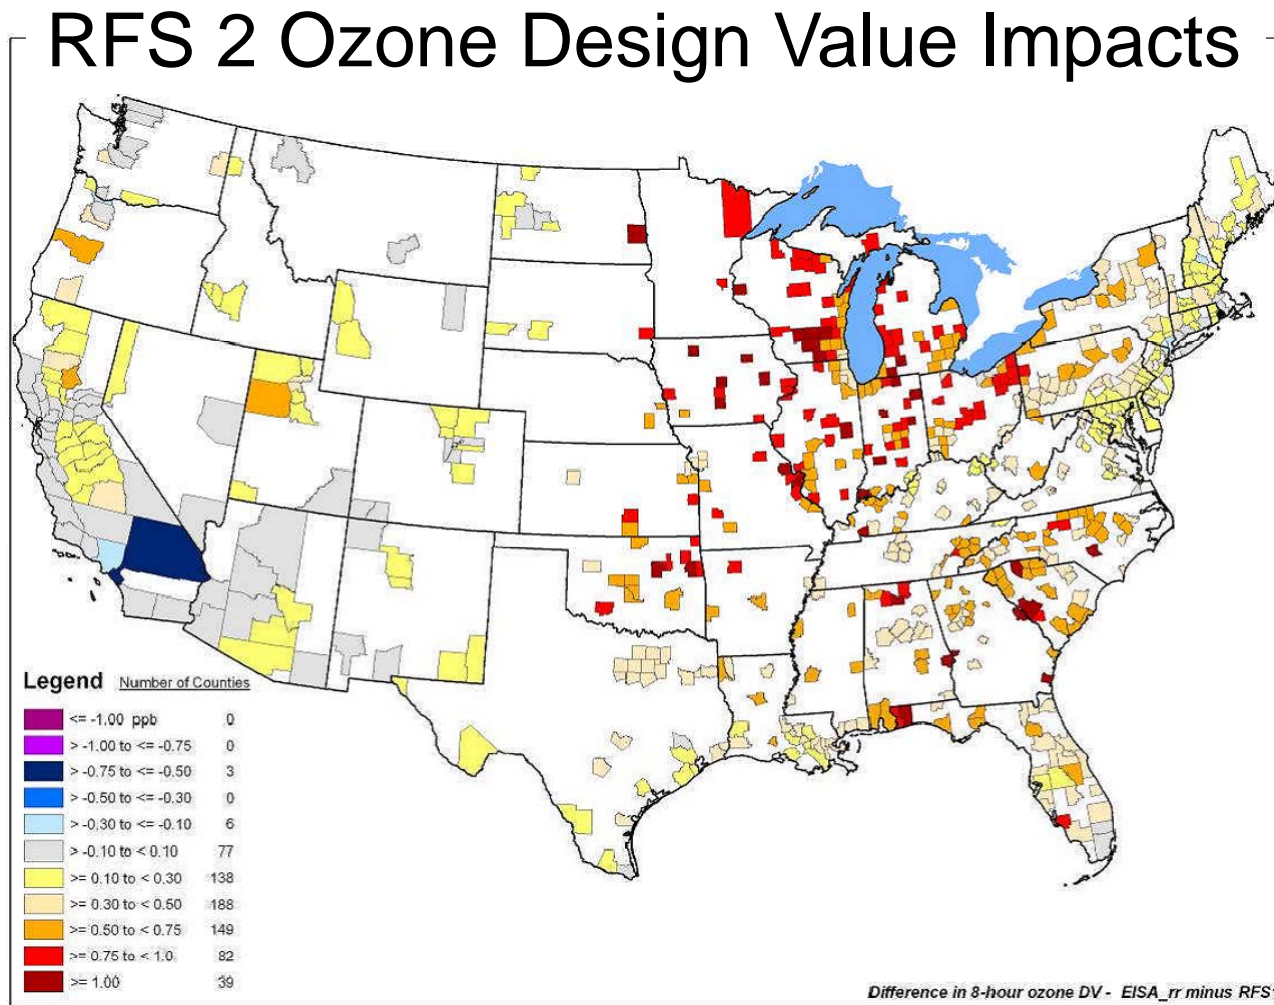 RFS 2 Ozone Design Value Impacts
Legend Number of Counties
<= -1.00 ppb 0
> -1.00 to <= -0.75 0
> -0.75 to <= -0.50 3
> -0.50 to <= -0.30 0
> -0.30 to <= -0.10 6
> -0.10 to < 0.10 77
>= 0.10 to < 0.30 138
>= 0.30 to < 0.50 188
>= 0.50 to < 0.75 149
>= 0.75 to < 1.0 82
>= 1.00 39
Difference in 8-hour ozone DV - EISA_rr minus RFS